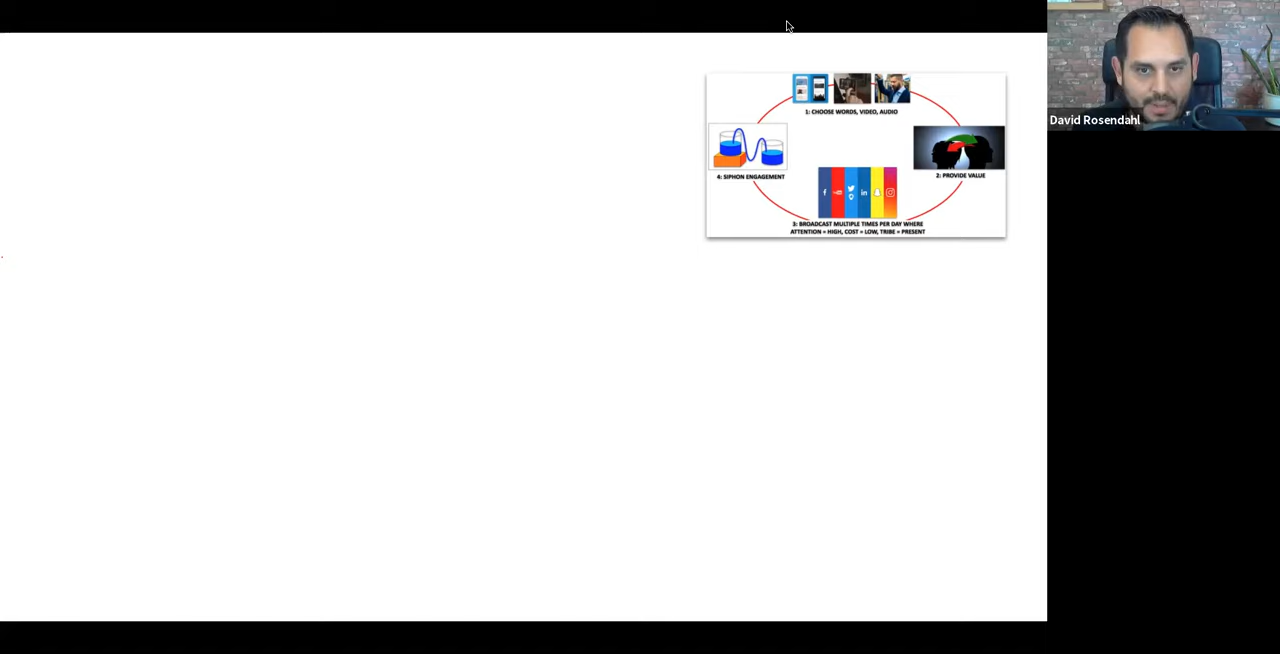 David Rosendahl
1: CHOOSE WORDS, VIDEO, AUDIO
4: SIPHON ENGAGEMENT
2: PROVIDE VALUE
3: BROADCAST MULTIPLE TIMES PER DAY WHERE
ATTENTION = HIGH, COST = LOW, TRIBE = PRESENT